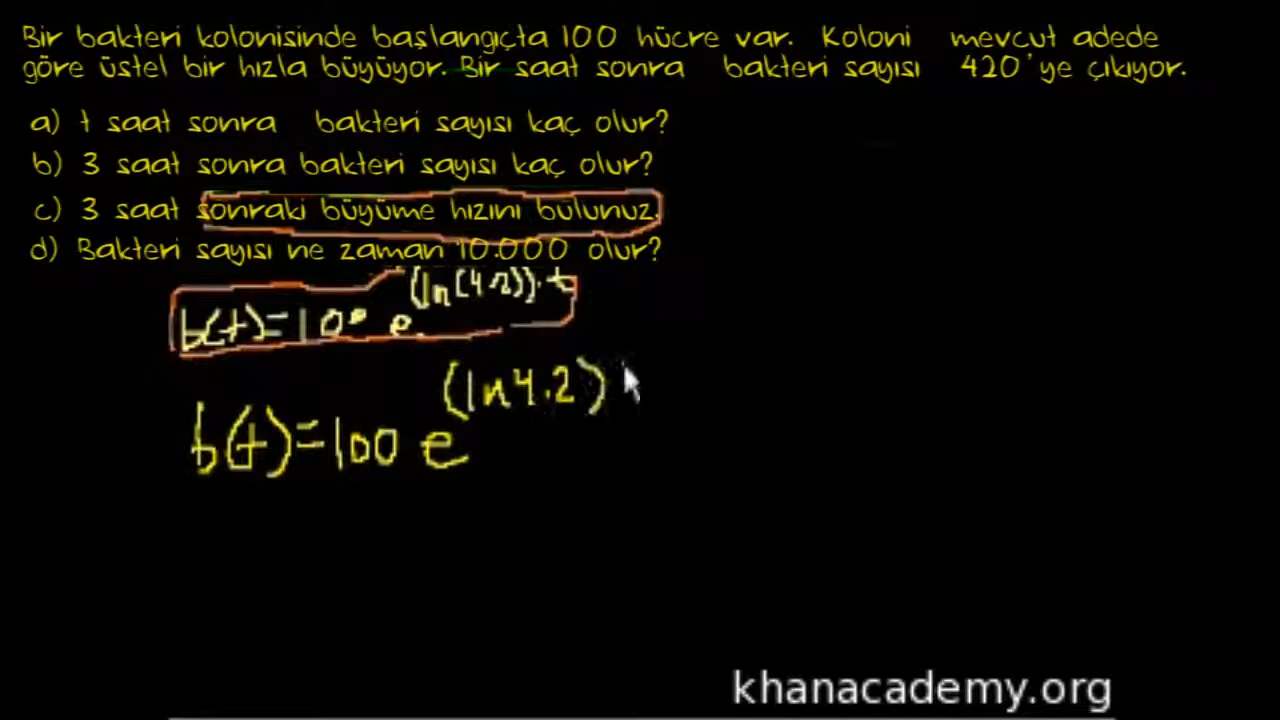 Bir bakteri kolonisinde başlangıçta 100 hücre var. Koloni mevcut adede
göre üstel bir hızla büyüyor. Bir saat sonra bakteri sayısı 420'ye çıkıyor.
a) t saat sonra bakteri sayısı kaç olur?
b) 3 saat sonra bakteri sayısı kaç olur?
c) 3 saat sonraki büyüme hızını bulunuz.
d) Bakteri sayısı ne zaman 10.000 olur?
b(t)=100 e^(ln(4.2)).t
b(t)=100 e^(ln4.2)
khanacademy.org